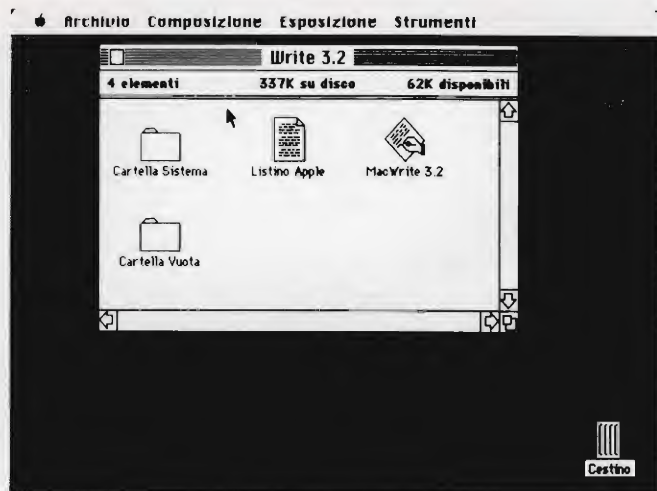 Archivio Composizione Esposizione Strumenti
Write 3.2
4 elementi 337K su disco 62K disponibili
Cartella Sistema Listino Apple MacWrite 3.2
Cartella Vuota
Cestino